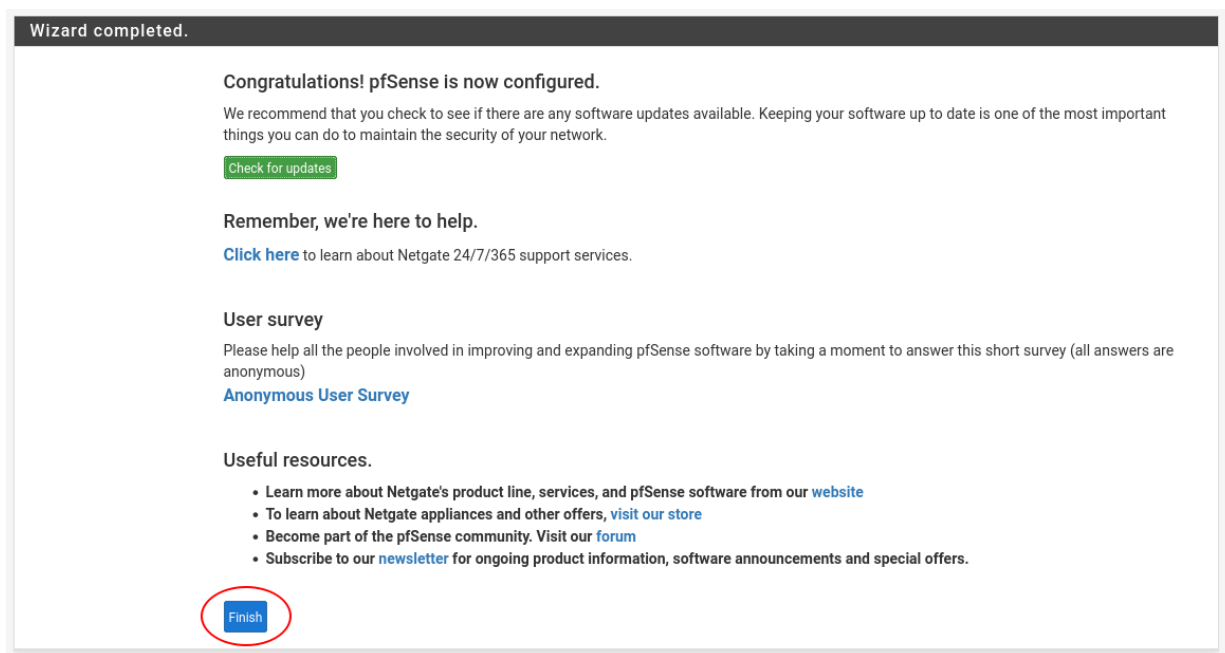 Wizard completed.
Congratulations! pfSense is now configured.
We recommend that you check to see if there are any software updates available. Keeping your software up to date is one of the most important
things you can do to maintain the security of your network.
Check for updates
Remember, we're here to help.
Click here to learn about Netgate 24/7/365 support services.
User survey
Please help all the people involved in improving and expanding pfSense software by taking a moment to answer this short survey (all answers are
anonymous)
Anonymous User Survey
Useful resources.
• Learn more about Netgate's product line, services, and pfSense software from our website
• To learn about Netgate appliances and other offers, visit our store
• Become part of the pfSense community. Visit our forum
• Subscribe to our newsletter for ongoing product information, software announcements and special offers.
Finish